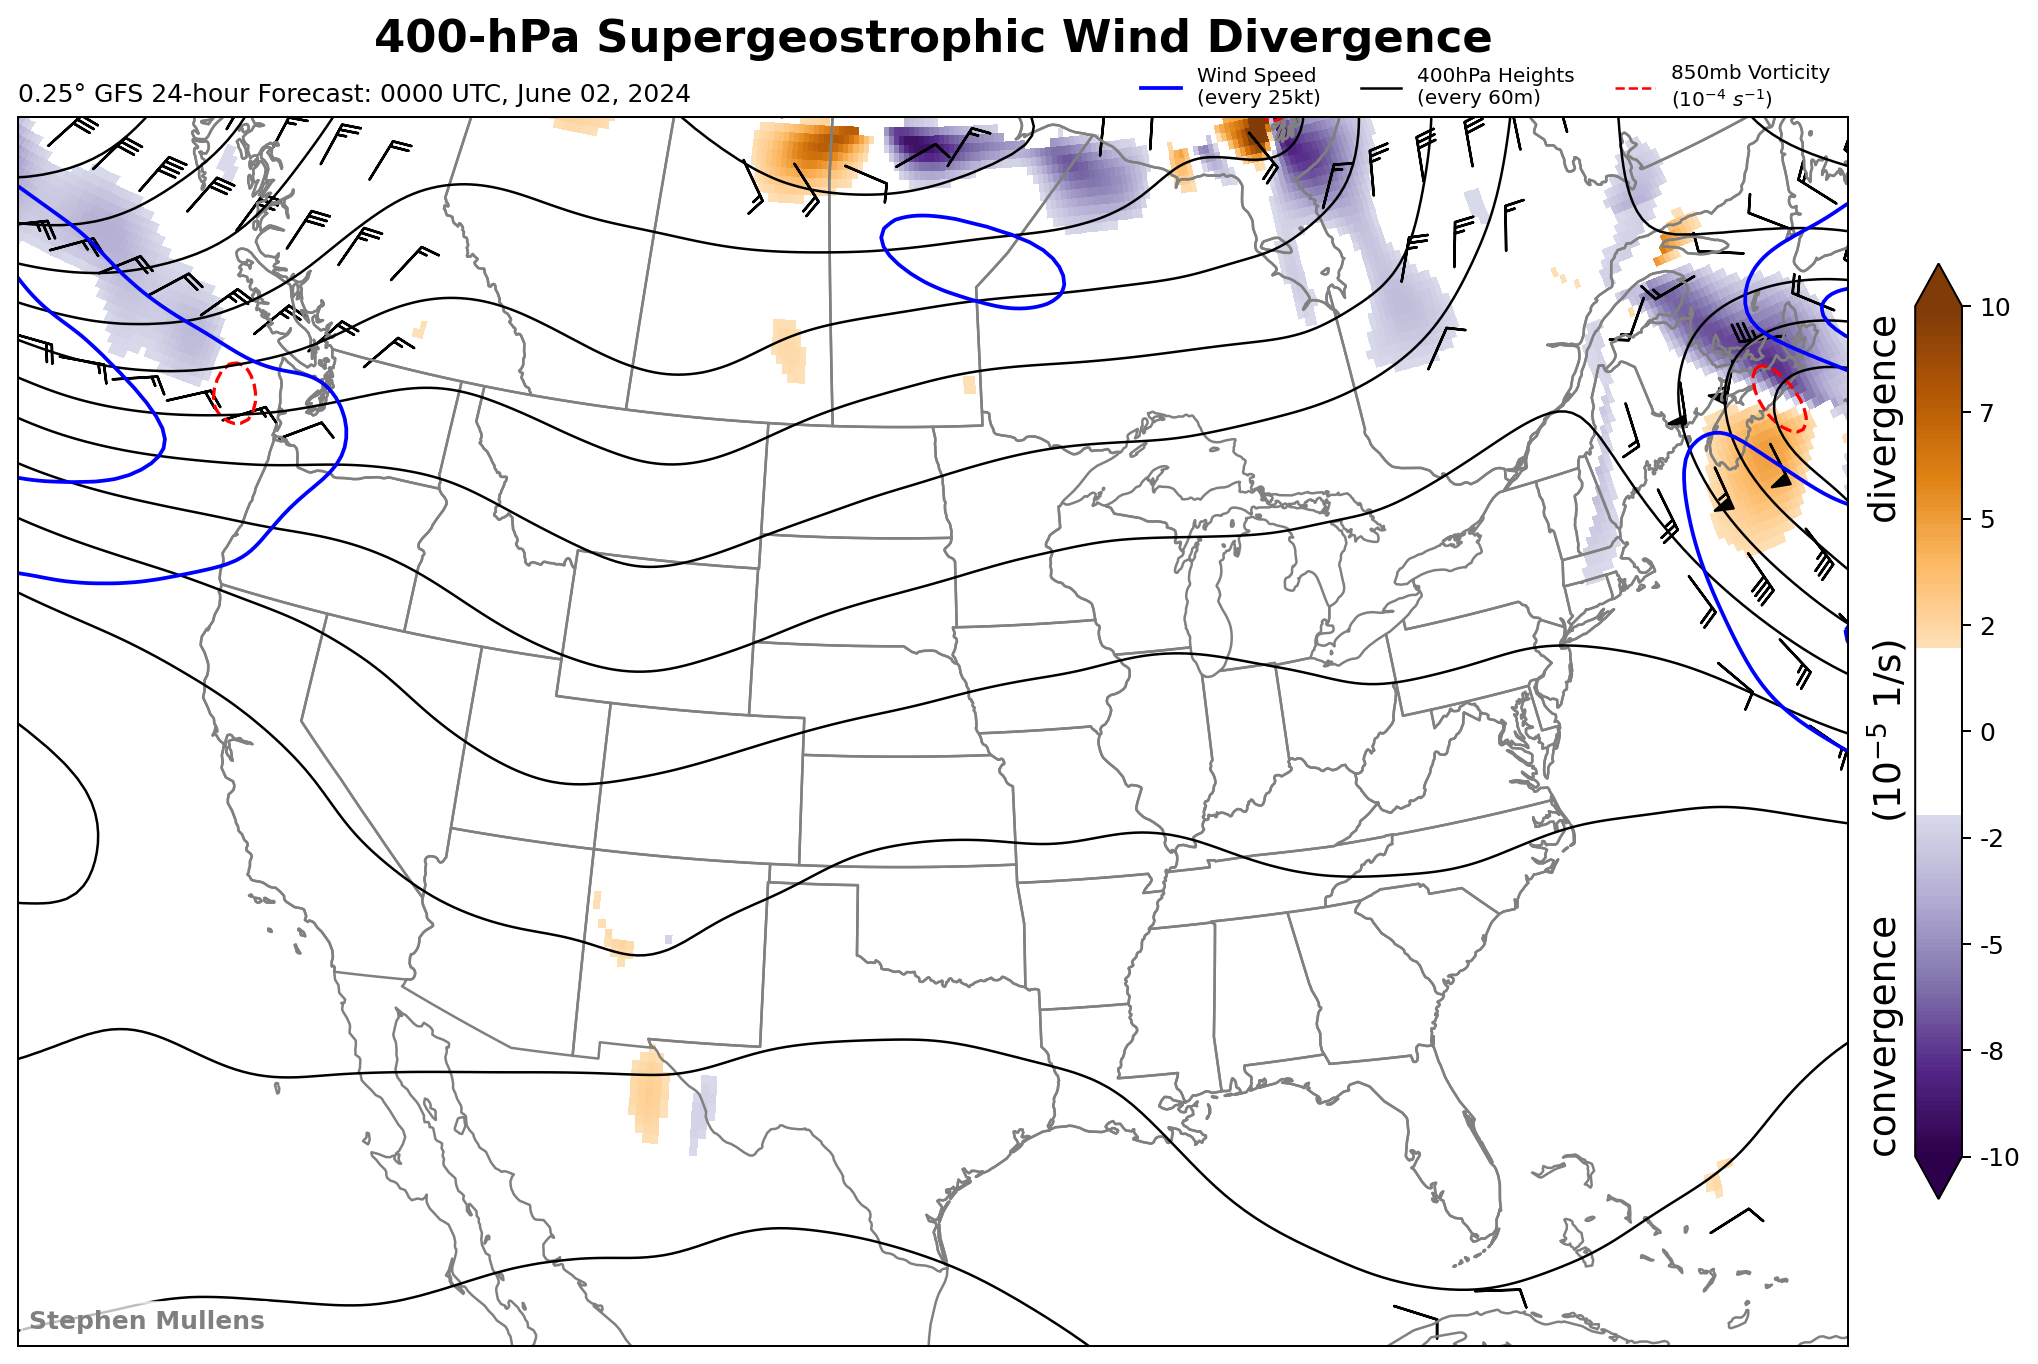 400-hPa Supergeostrophic Wind Divergence
0.25° GFS 24-hour Forecast: 0000 UTC, June 02, 2024
Wind Speed
(every 25kt)
400hPa Heights
(every 60m)
850mb Vorticity
(10⁻⁴ s⁻¹)
10
7
5
2
0
-2
-5
-8
-10
convergence (10⁻⁵ 1/s) divergence
Stephen Mullens